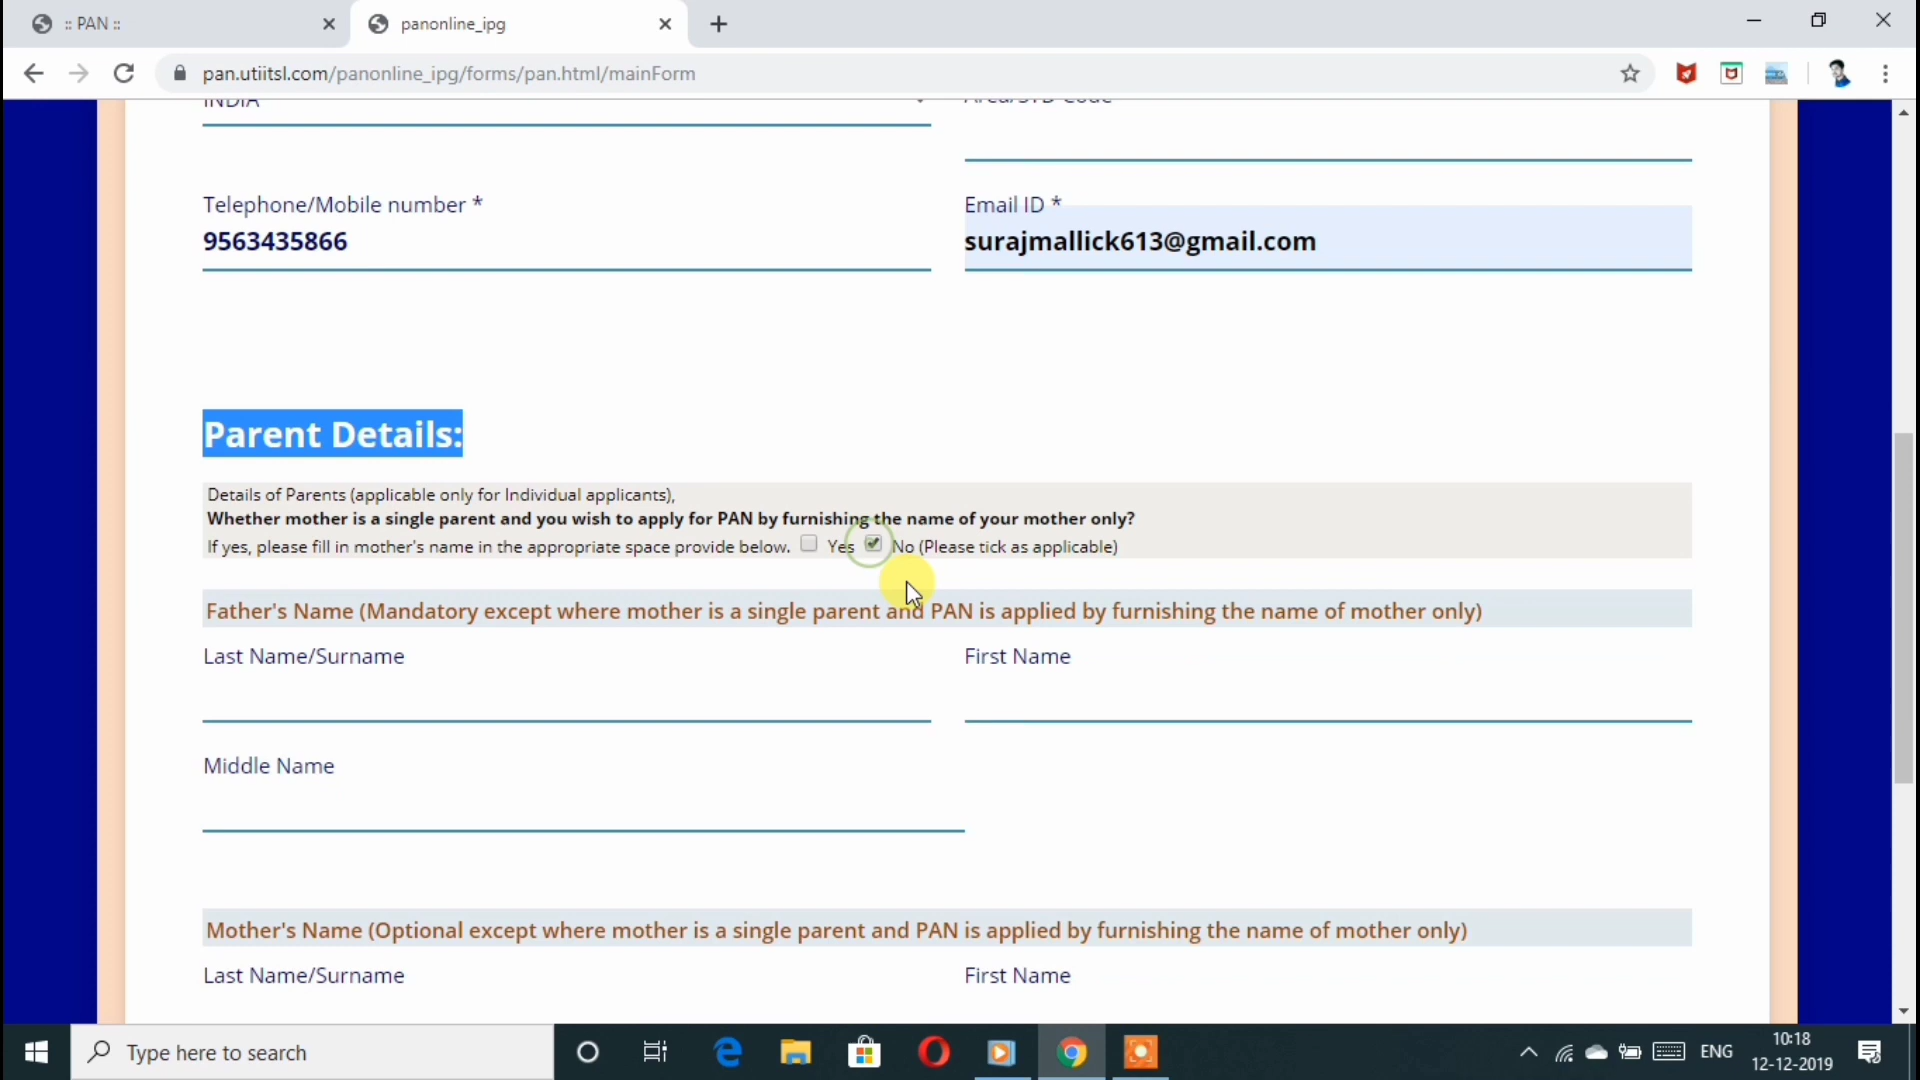 :: PAN ::
panonline_ipg
pan.utiitsl.com/panonline_ipg/forms/pan.html/mainForm
INDIA
Area/STD Code
Telephone/Mobile number *
Email ID *
9563435866
surajmallick613@gmail.com
Parent Details:
Details of Parents (applicable only for Individual applicants),
Whether mother is a single parent and you wish to apply for PAN by furnishing the name of your mother only?
If yes, please fill in mother's name in the appropriate space provide below. Yes No (Please tick as applicable)
Father's Name (Mandatory except where mother is a single parent and PAN is applied by furnishing the name of mother only)
Last Name/Surname
First Name
Middle Name
Mother's Name (Optional except where mother is a single parent and PAN is applied by furnishing the name of mother only)
Last Name/Surname
First Name
Type here to search
ENG
10:18
12-12-2019